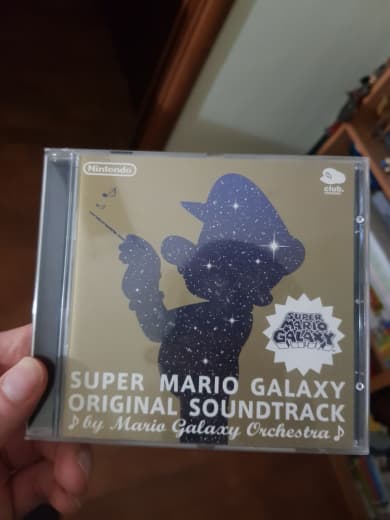 Nintendo
club.
SUPER
MARIO
GALAXY
SUPER MARIO GALAXY
ORIGINAL SOUNDTRACK
♪ by Mario Galaxy Orchestra ♪